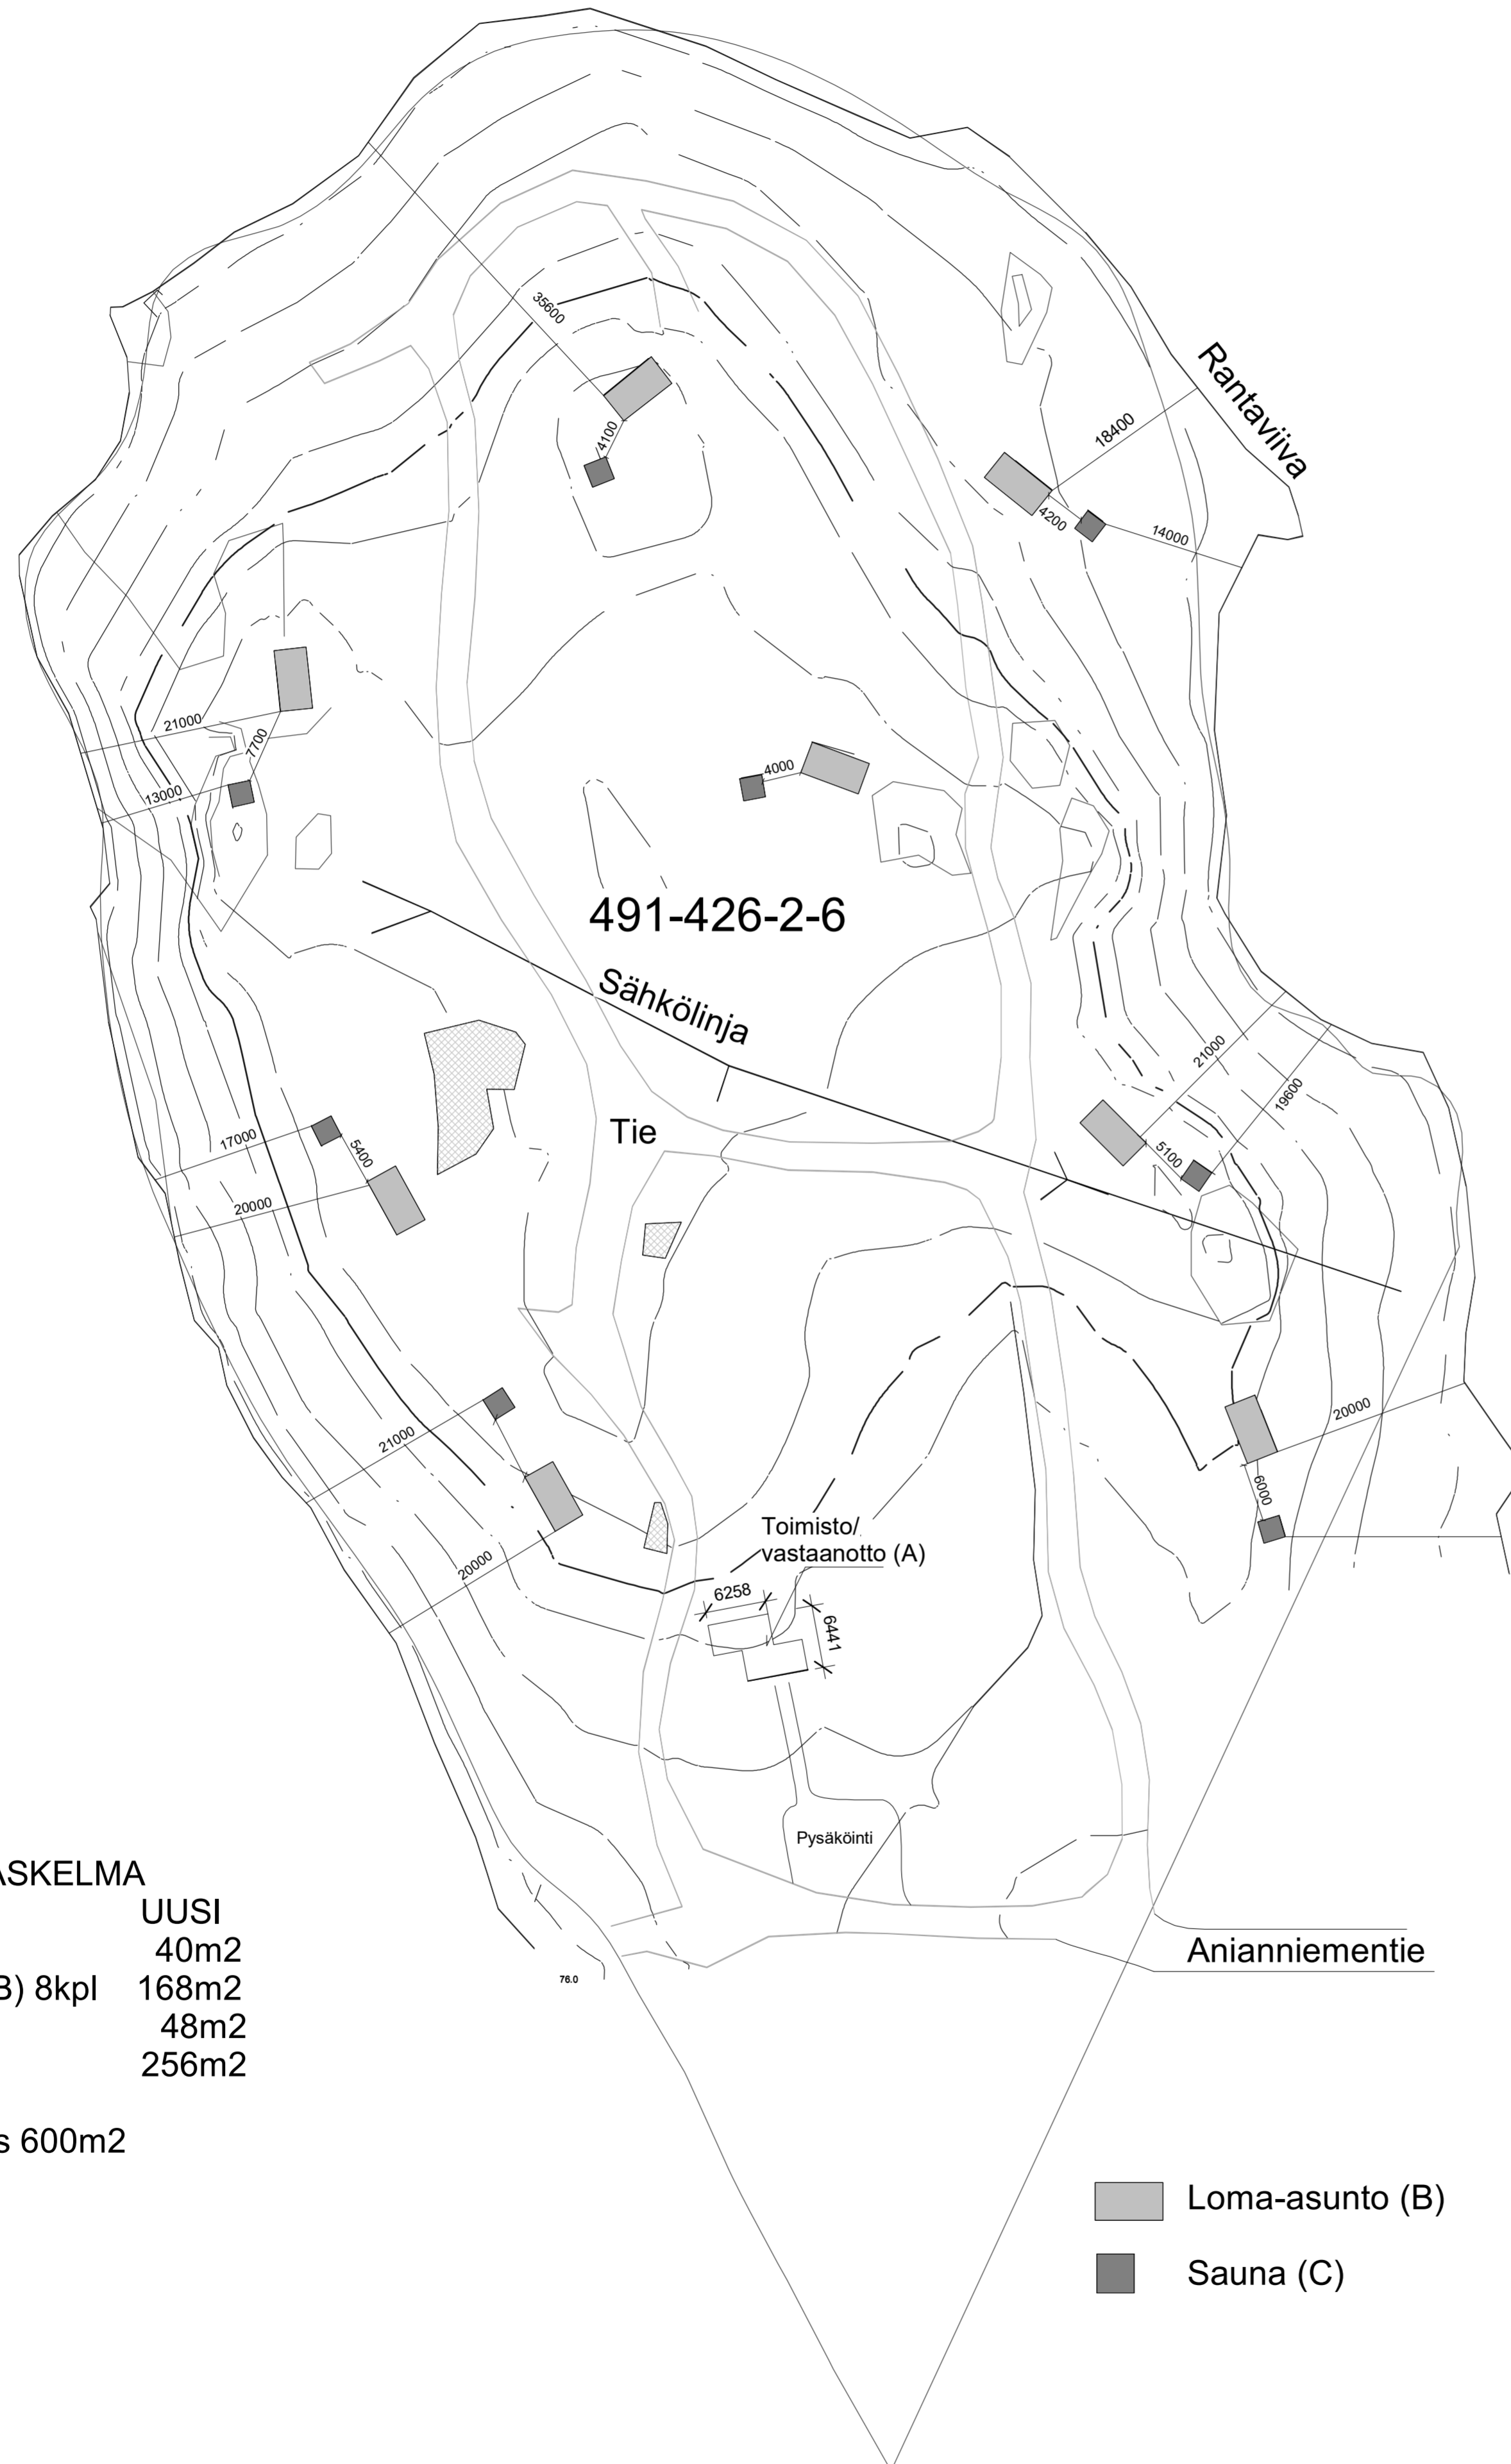 35600
4100
Rantaviiva
18400
4200
14000
21000
7700
13000
4000
491-426-2-6
Sähkölinja
Tie
21000
19600
5100
17000
5400
20000
21000
20000
20000
6000
Toimisto/
vastaanotto (A)
6258
6441
Pysäköinti
Anianniementie
76.0
ASKELMA
UUSI
40m2
B) 8kpl 168m2
48m2
256m2
s 600m2
Loma-asunto (B)
Sauna (C)